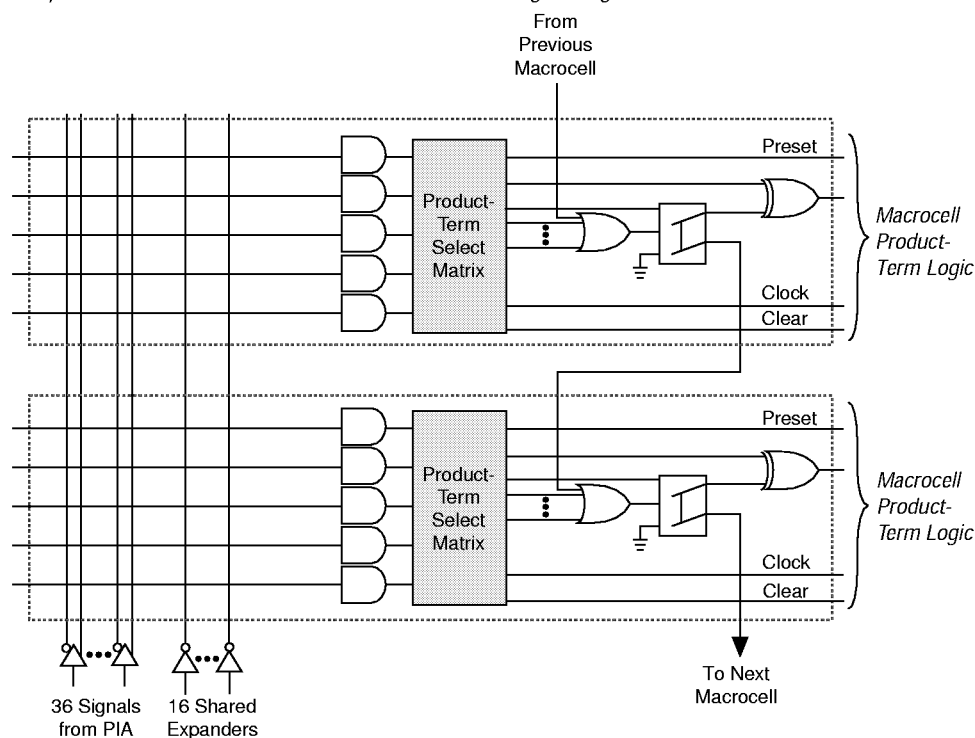 From
Previous
Macrocell
Preset
Product-
Term
Select
Matrix
Macrocell
Product-
Term Logic
Clock
Clear
Preset
Product-
Term
Select
Matrix
Macrocell
Product-
Term Logic
Clock
Clear
36 Signals
from PIA
16 Shared
Expanders
To Next
Macrocell